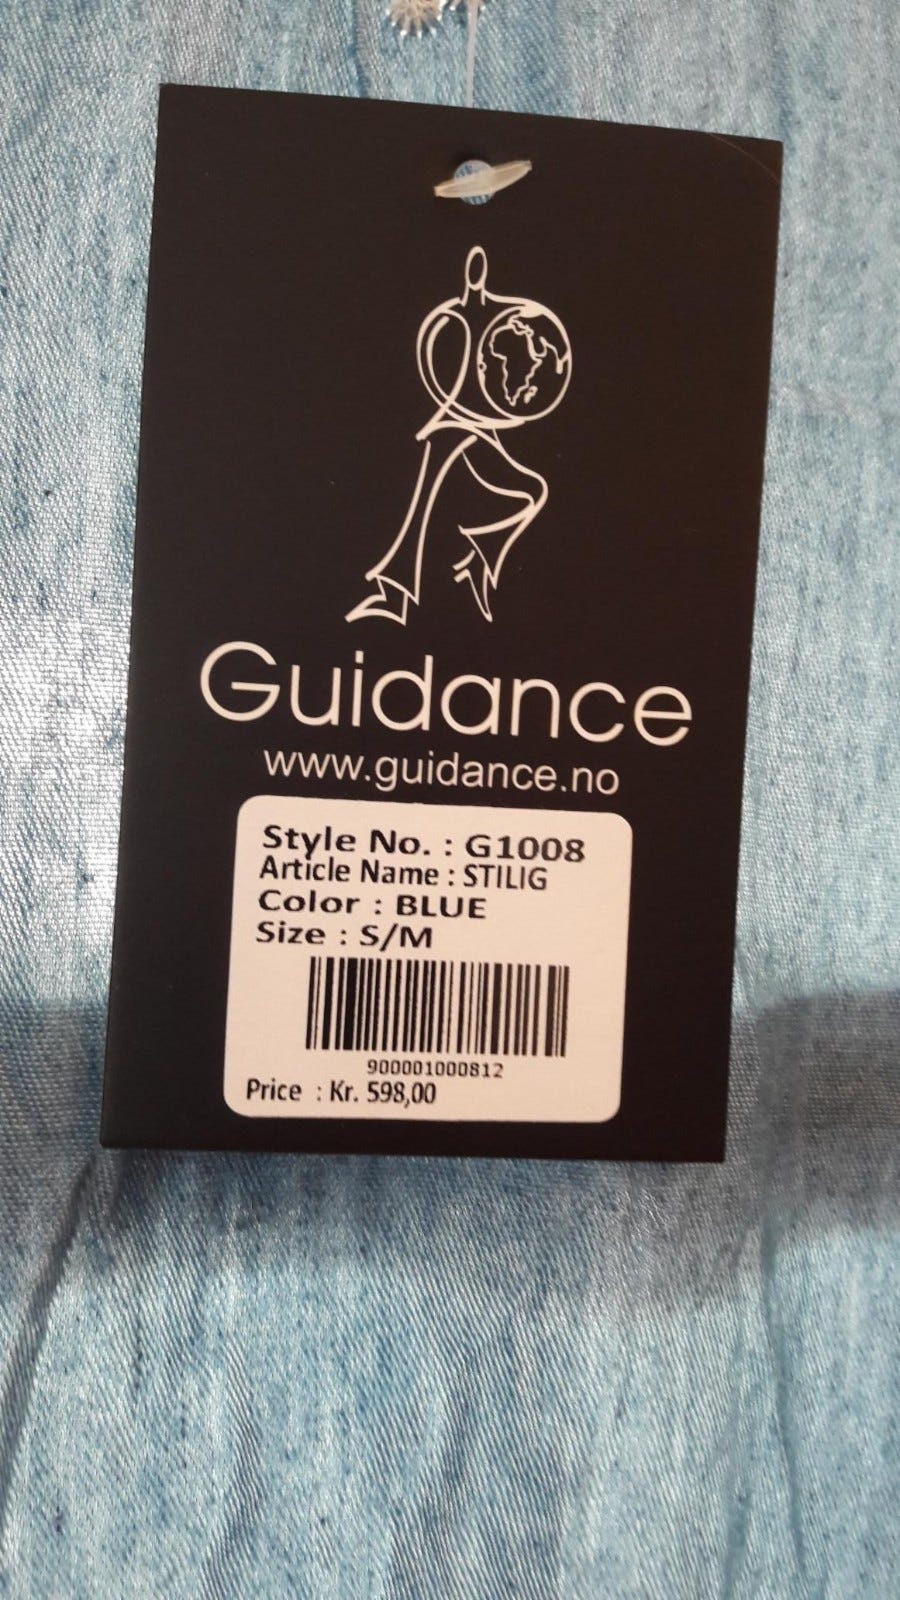 Guidance
www.guidance.no
Style No. : G1008
Article Name : STILIG
Color : BLUE
Size : S/M
900001000812
Price : Kr. 598,00